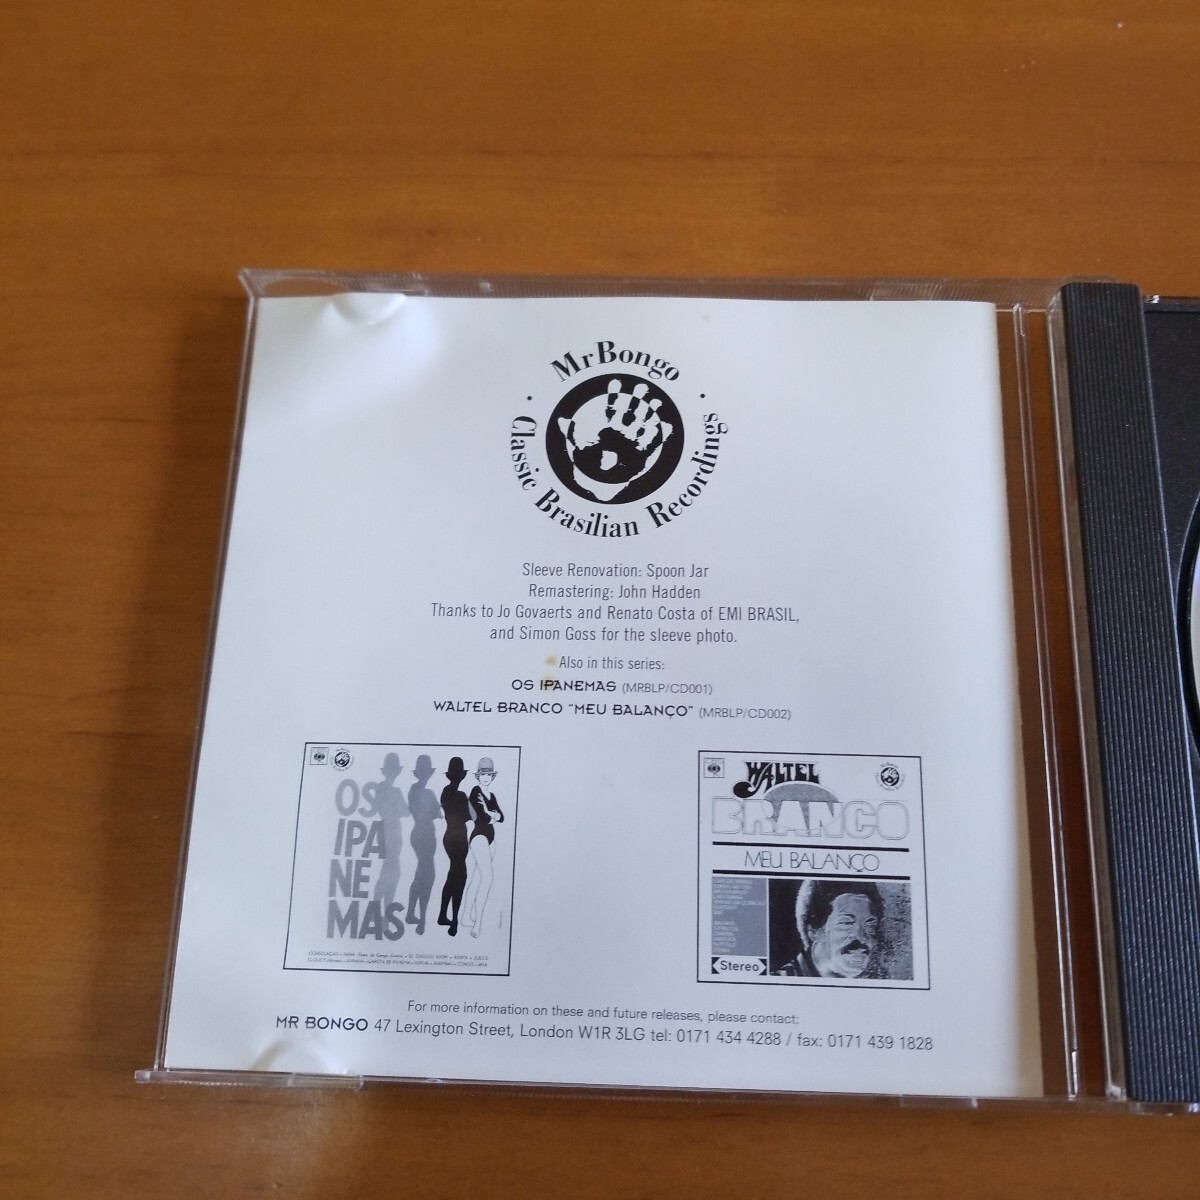 MrBongo
· Classic Brasilian Recordings ·
Sleeve Renovation: Spoon Jar
Remastering: John Hadden
Thanks to Jo Govaerts and Renato Costa of EMI BRASIL,
and Simon Goss for the sleeve photo.
Also in this series:
OS IPANEMAS (MRBLP/CD001)
WALTEL BRANCO "MEU BALANÇO" (MRBLP/CD002)
OS
IPA
NE
MAS
WALTEL
BRANCO
MEU BALANÇO
Stereo
For more information on these and future releases, please contact:
MR BONGO 47 Lexington Street, London W1R 3LG tel: 0171 434 4288 / fax: 0171 439 1828